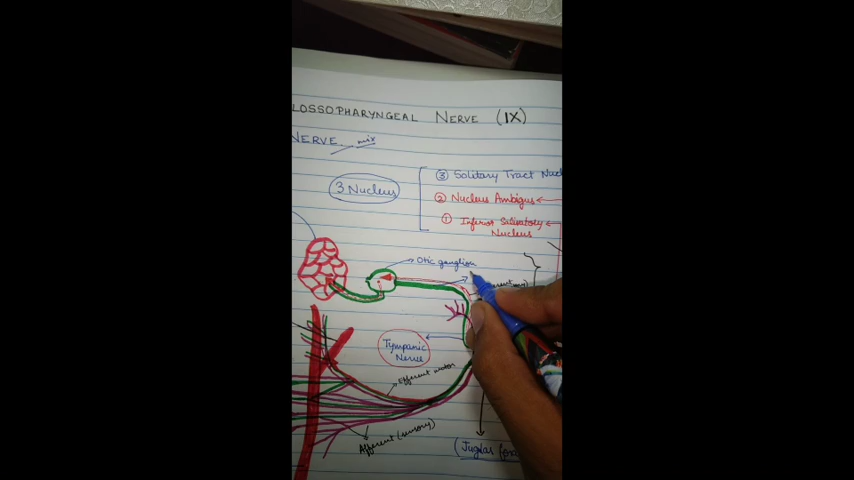 LOSSOPHARYNGEAL NERVE (IX)
NERVE mix
3 Nucleus
③ Solitary Tract Nucl
② Nucleus Ambigus
① Inferior Salivatory
Nucleus
Otic ganglion
Tympanic
Nerve
Efferent motor
Afferent (sensory)
(Jugular